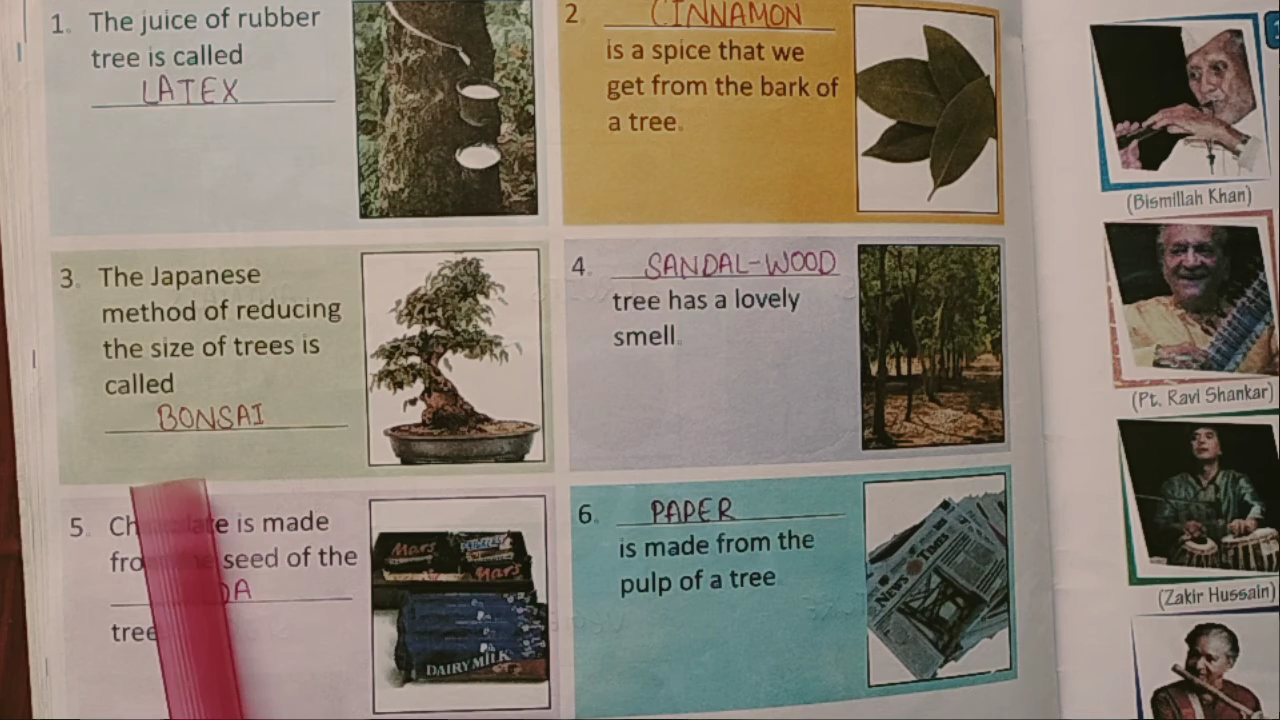 1. The juice of rubber
tree is called
LATEX
2. CINNAMON
is a spice that we
get from the bark of
a tree.
3. The Japanese
method of reducing
the size of trees is
called
BONSAI
4. SANDAL-WOOD
tree has a lovely
smell.
5. is made
seed of the
tree
Mars
Mars
DAIRY MILK
6. PAPER
is made from the
pulp of a tree
NEWS
Times
(Bismillah Khan)
(Pt. Ravi Shankar)
(Zakir Hussain)